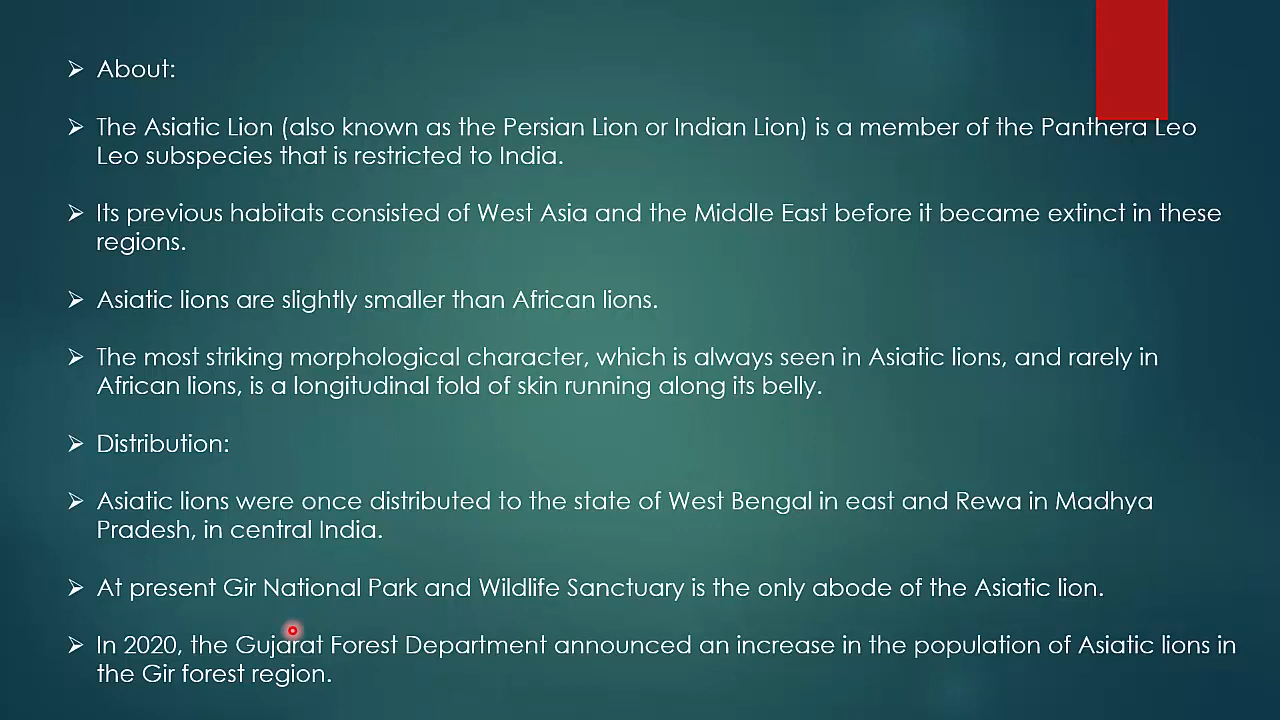 About:
The Asiatic Lion (also known as the Persian Lion or Indian Lion) is a member of the Panthera Leo
Leo subspecies that is restricted to India.
Its previous habitats consisted of West Asia and the Middle East before it became extinct in these
regions.
Asiatic lions are slightly smaller than African lions.
The most striking morphological character, which is always seen in Asiatic lions, and rarely in
African lions, is a longitudinal fold of skin running along its belly.
Distribution:
Asiatic lions were once distributed to the state of West Bengal in east and Rewa in Madhya
Pradesh, in central India.
At present Gir National Park and Wildlife Sanctuary is the only abode of the Asiatic lion.
In 2020, the Gujarat Forest Department announced an increase in the population of Asiatic lions in
the Gir forest region.